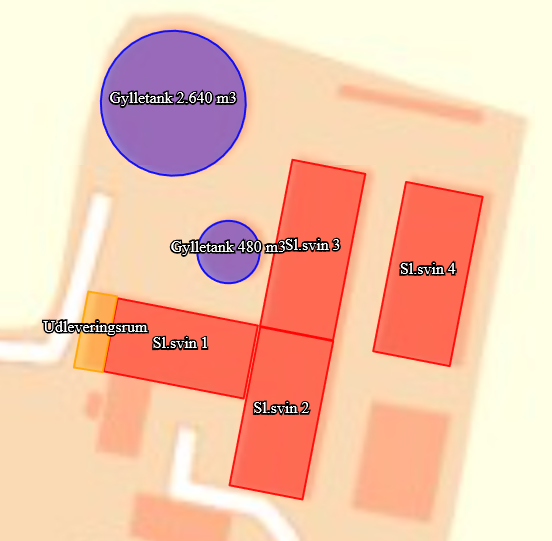 Gylletank 2.640 m3
Gylletank 480 m3
Sl.svin 3
Sl.svin 4
Udleveringsrum
Sl.svin 1
Sl.svin 2